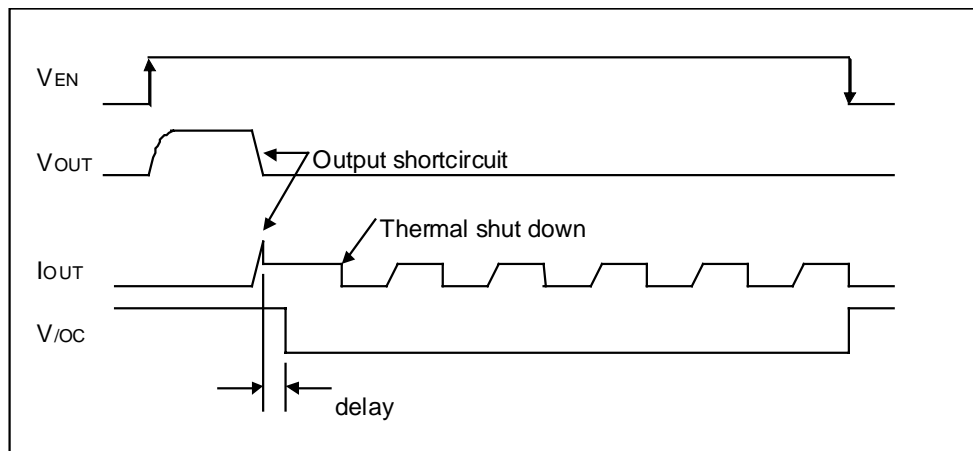 VEN
VOUT
Output shortcircuit
Thermal shut down
IOUT
V/OC
delay